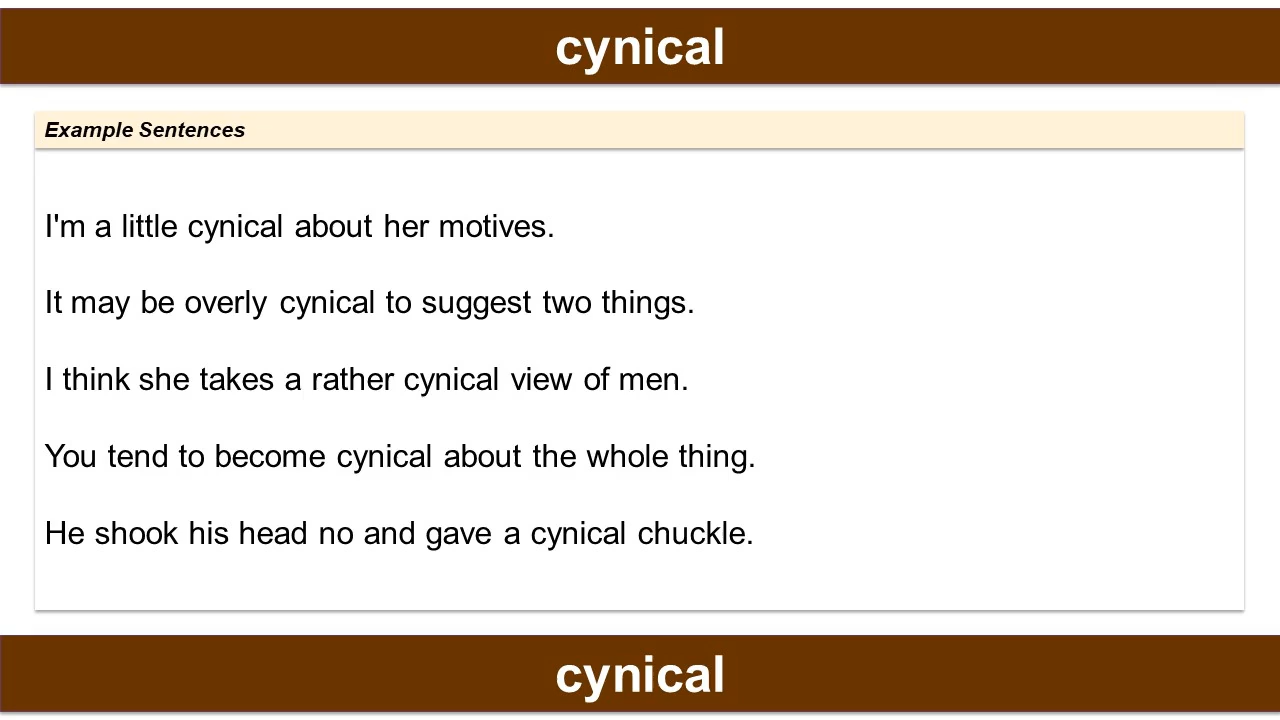 cynical
Example Sentences
I'm a little cynical about her motives.
It may be overly cynical to suggest two things.
I think she takes a rather cynical view of men.
You tend to become cynical about the whole thing.
He shook his head no and gave a cynical chuckle.
cynical